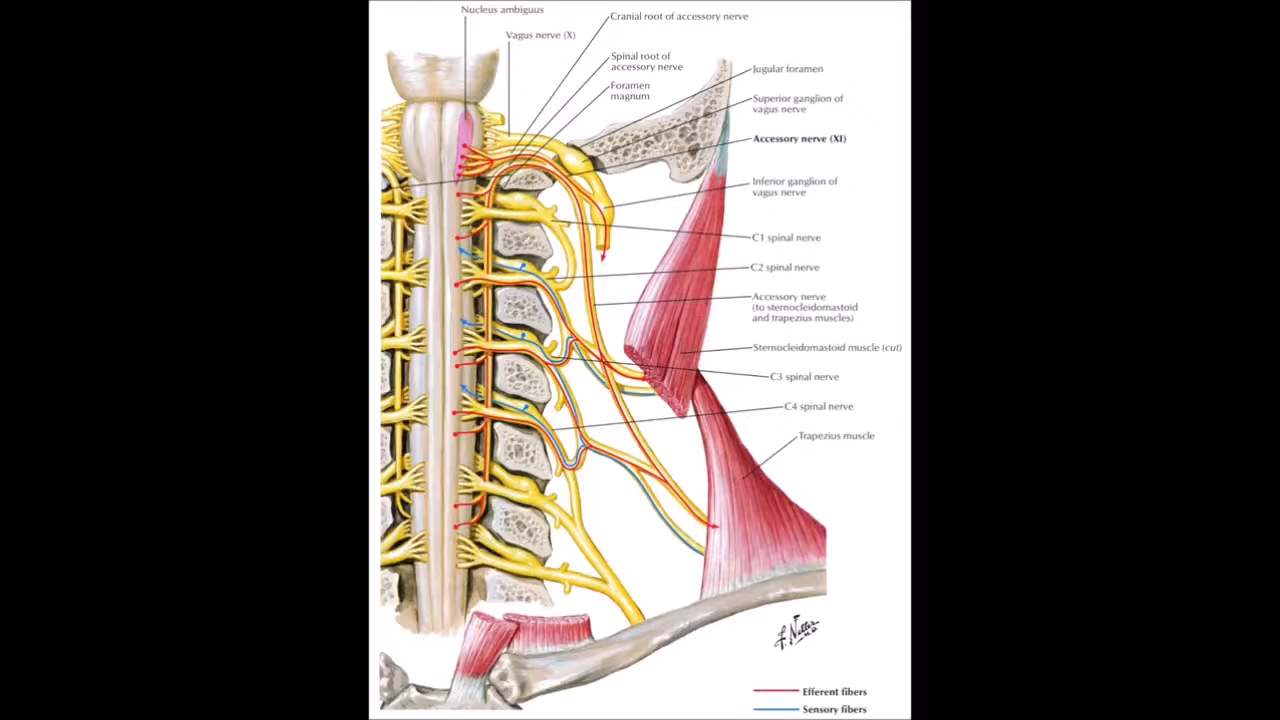 Nucleus ambiguus
Cranial root of accessory nerve
Vagus nerve (X)
Spinal root of
accessory nerve
Jugular foramen
Foramen
magnum
Superior ganglion of
vagus nerve
Accessory nerve (XI)
Inferior ganglion of
vagus nerve
C1 spinal nerve
C2 spinal nerve
Accessory nerve
(to sternocleidomastoid
and trapezius muscles)
Sternocleidomastoid muscle (cut)
C3 spinal nerve
C4 spinal nerve
Trapezius muscle
F. Netter
M.D.
Efferent fibers
Sensory fibers